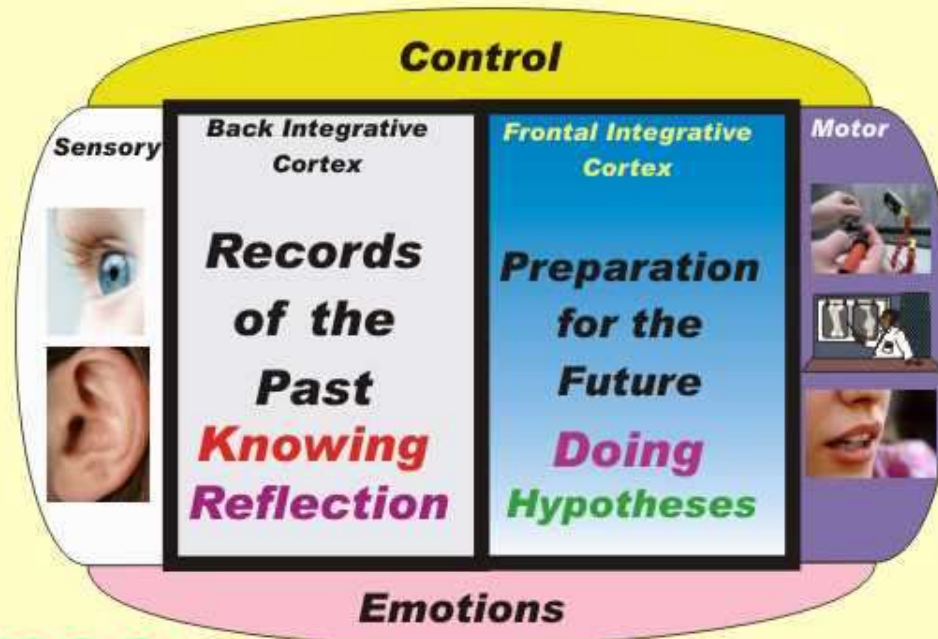 Control
Sensory
Back Integrative
Cortex
Records
of the
Past
Knowing
Reflection
Frontal Integrative
Cortex
Preparation
for the
Future
Doing
Hypotheses
Motor
Emotions